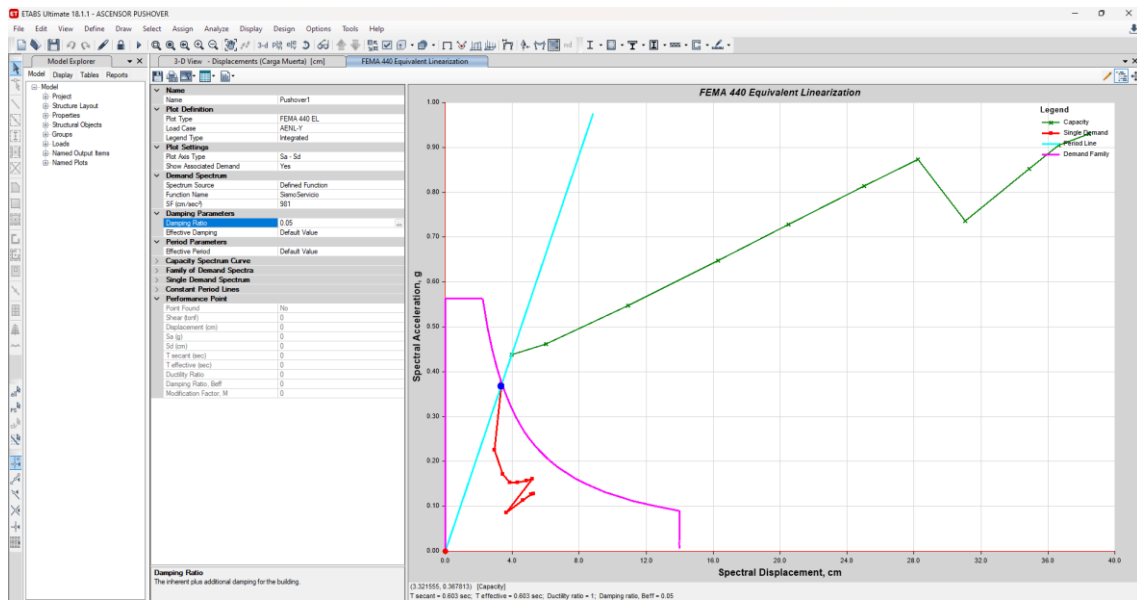 ETABS Ultimate 18.1.1 - ASCENSOR PUSHOVER
File Edit View Define Draw Select Assign Analyze Display Design Options Tools Help
Model Explorer
Model Display Tables Reports
Model
Project
Structure Layout
Properties
Structural Objects
Groups
Loads
Named Output Items
Named Plots
3-D View - Displacements (Carga Muerta) [cm]
FEMA 440 Equivalent Linearization
Name
Name Pushover1
Plot Definition
Plot Type FEMA 440 EL
Load Case AENL-Y
Legend Type Integrated
Plot Settings
Plot Axis Type Sa - Sd
Show Associated Demand Yes
Demand Spectrum
Spectrum Source Defined Function
Function Name SismoServicio
SF (cm/sec²) 981
Damping Parameters
Damping Ratio 0.05
Effective Damping Default Value
Period Parameters
Effective Period Default Value
Capacity Spectrum Curve
Family of Demand Spectra
Single Demand Spectrum
Constant Period Lines
Performance Point
Point Found No
Shear (tonf) 0
Displacement (cm) 0
Sa (g) 0
Sd (cm) 0
T secant (sec) 0
T effective (sec) 0
Ductility Ratio 0
Damping Ratio, Beff 0
Modification Factor, M 0
Damping Ratio
The inherent plus additional damping for the building.
FEMA 440 Equivalent Linearization
Legend
Capacity
Single Demand
Period Line
Demand Family
Spectral Acceleration, g
1.00
0.90
0.80
0.70
0.60
0.50
0.40
0.30
0.20
0.10
0.00
0.0 4.0 8.0 12.0 16.0 20.0 24.0 28.0 32.0 36.0 40.0
Spectral Displacement, cm
(3.321555, 0.367813) [Capacity]
T secant = 0.603 sec; T effective = 0.603 sec; Ductility ratio = 1; Damping ratio, Beff = 0.05